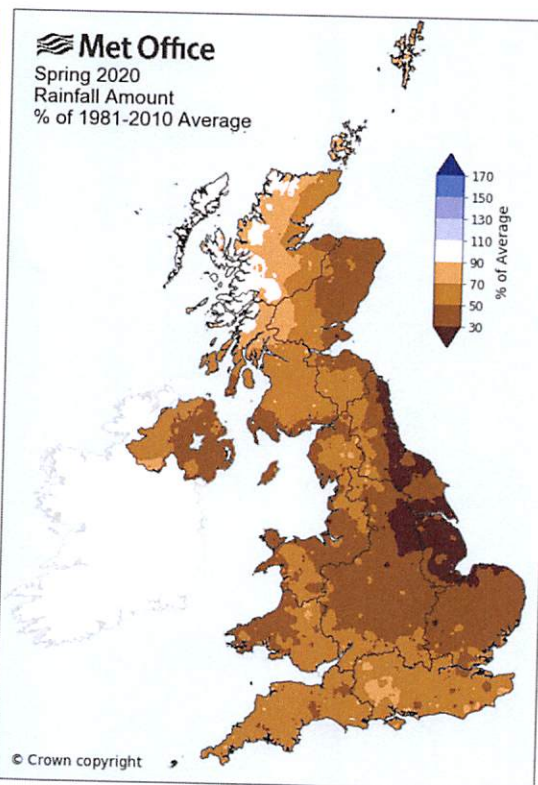 Met Office
Spring 2020
Rainfall Amount
% of 1981-2010 Average
170
150
130
110
90
70
50
30
% of Average
© Crown copyright